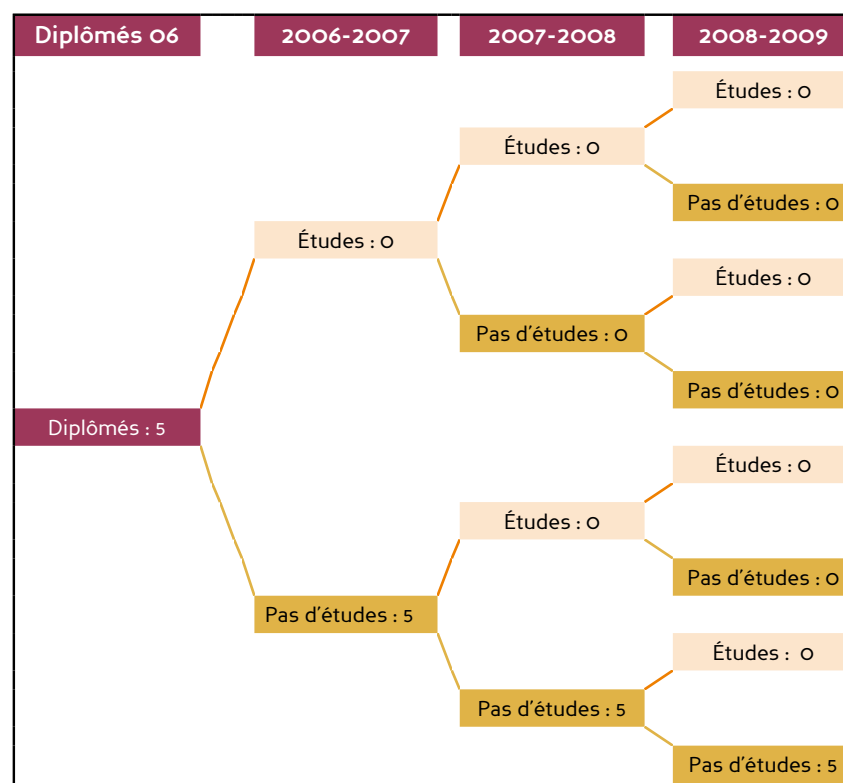 Diplômés 06 2006-2007 2007-2008 2008-2009
Études : 0
Études : 0
Pas d'études : 0
Études : 0
Études : 0
Pas d'études : 0
Pas d'études : 0
Diplômés : 5
Études : 0
Études : 0
Pas d'études : 0
Pas d'études : 5
Études : 0
Pas d'études : 5
Pas d'études : 5